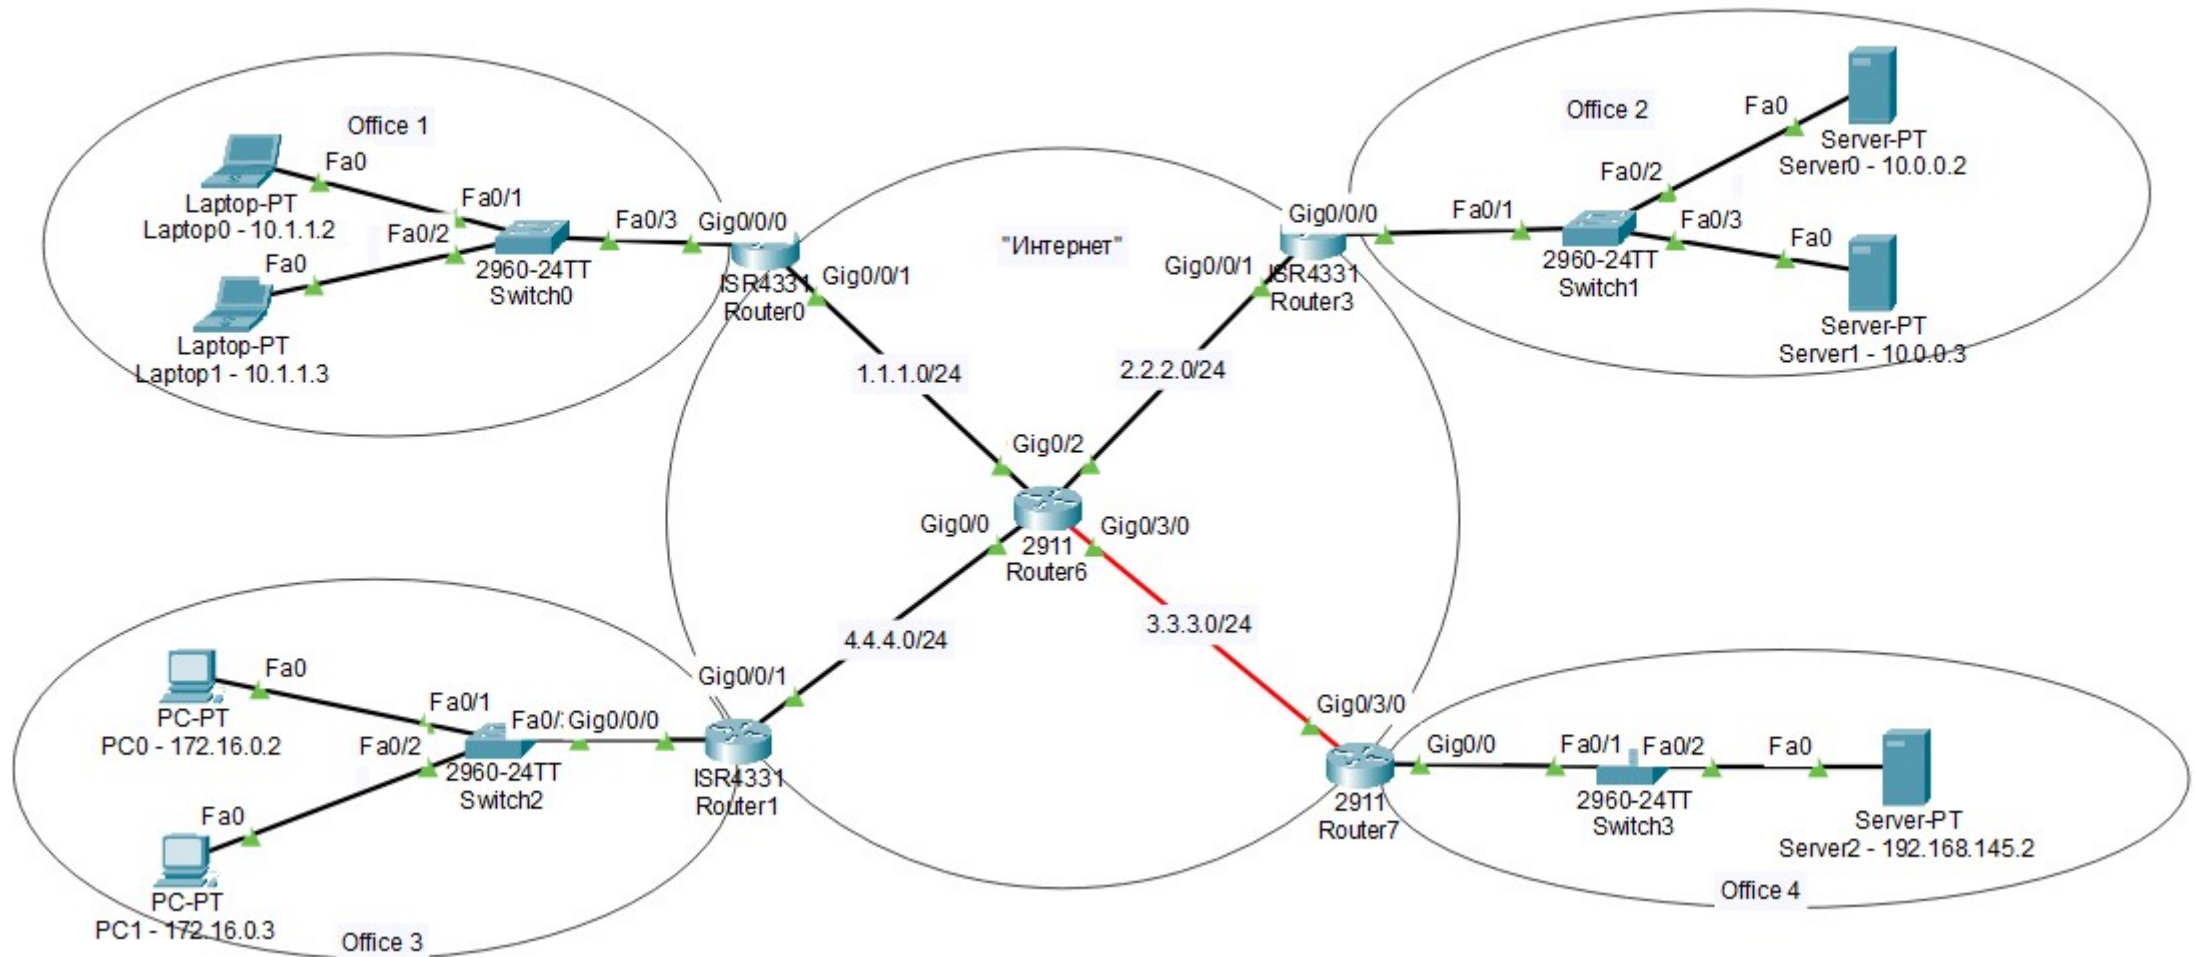 Office 1
Fa0
Laptop-PT
Laptop0 - 10.1.1.2
Fa0/1
Fa0/2
Fa0
Laptop-PT
Laptop1 - 10.1.1.3
2960-24TT
Switch0
Fa0/3
Gig0/0/0
ISR4331
Router0
Gig0/0/1
"Интернет"
1.1.1.0/24
2.2.2.0/24
Gig0/0/0
Gig0/0/1
ISR4331
Router3
Office 2
Fa0/1
Fa0/2
Fa0
Server-PT
Server0 - 10.0.0.2
Fa0/3
Fa0
2960-24TT
Switch1
Server-PT
Server1 - 10.0.0.3
Gig0/2
Gig0/0
Gig0/3/0
2911
Router6
4.4.4.0/24
3.3.3.0/24
Fa0
PC-PT
PC0 - 172.16.0.2
Fa0/1
Fa0/2
Fa0
PC-PT
PC1 - 172.16.0.3
Fa0/
Gig0/0/0
2960-24TT
Switch2
Gig0/0/1
ISR4331
Router1
Office 3
Gig0/3/0
Gig0/0
2911
Router7
Fa0/1
Fa0/2
Fa0
2960-24TT
Switch3
Server-PT
Server2 - 192.168.145.2
Office 4